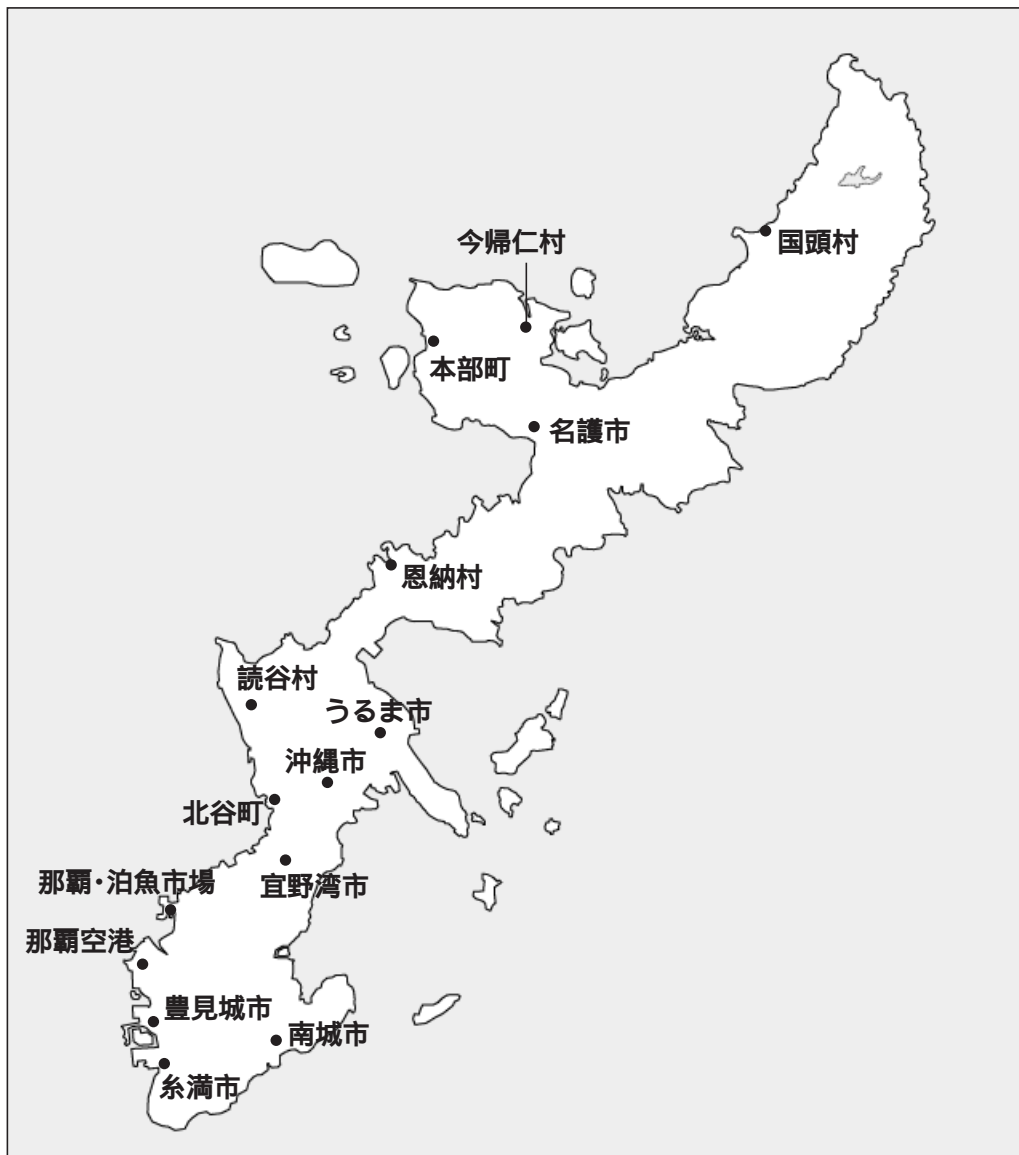 国頭村
今帰仁村
本部町
名護市
恩納村
読谷村
うるま市
沖縄市
北谷町
宜野湾市
那覇・泊魚市場
那覇空港
豊見城市
南城市
糸満市